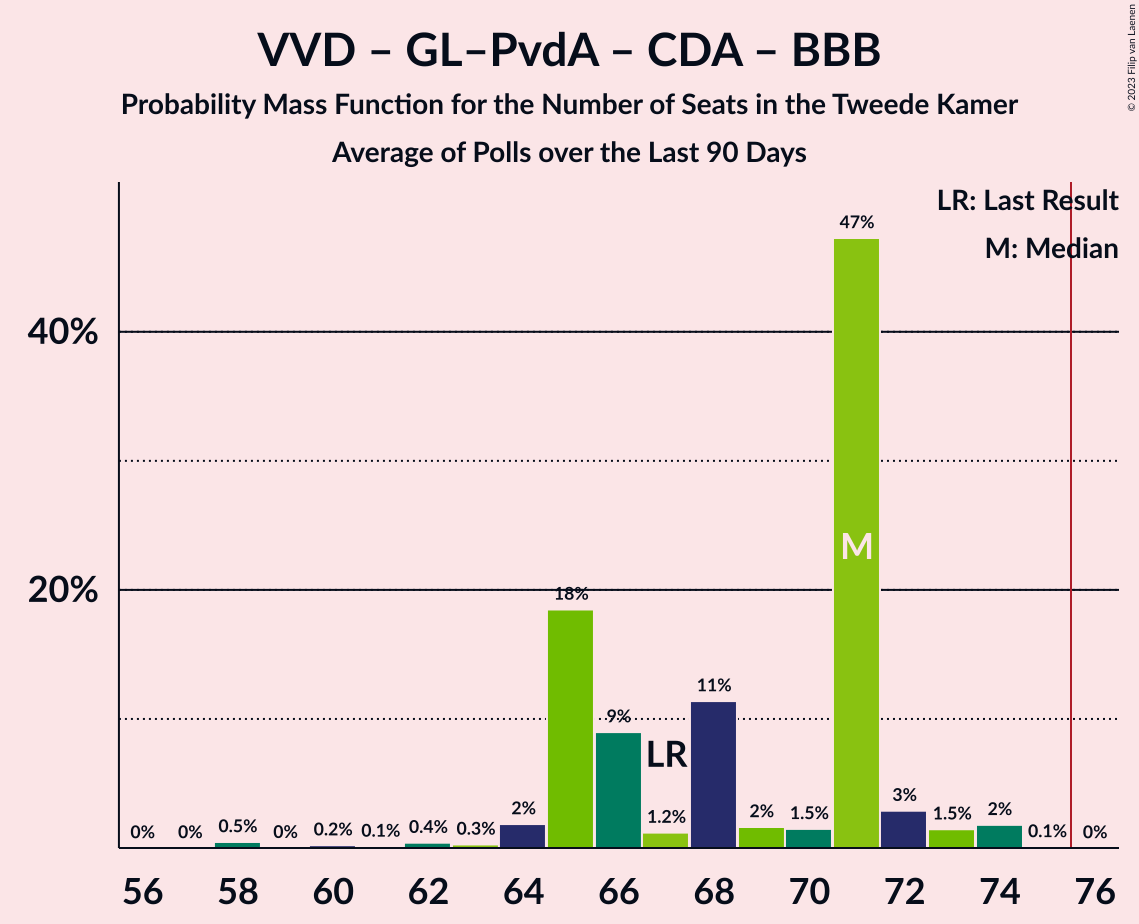 VVD – GL–PvdA – CDA – BBB
Probability Mass Function for the Number of Seats in the Tweede Kamer
Average of Polls over the Last 90 Days
© 2023 Filip van Laenen
LR: Last Result
M: Median
47%
40%
M
20%
18%
11%
9%
LR
2%
3%
0% 0% 0.5% 0% 0.2% 0.1% 0.4% 0.3% 1.2% 2% 1.5% 1.5% 2% 0.1% 0%
56 58 60 62 64 66 68 70 72 74 76